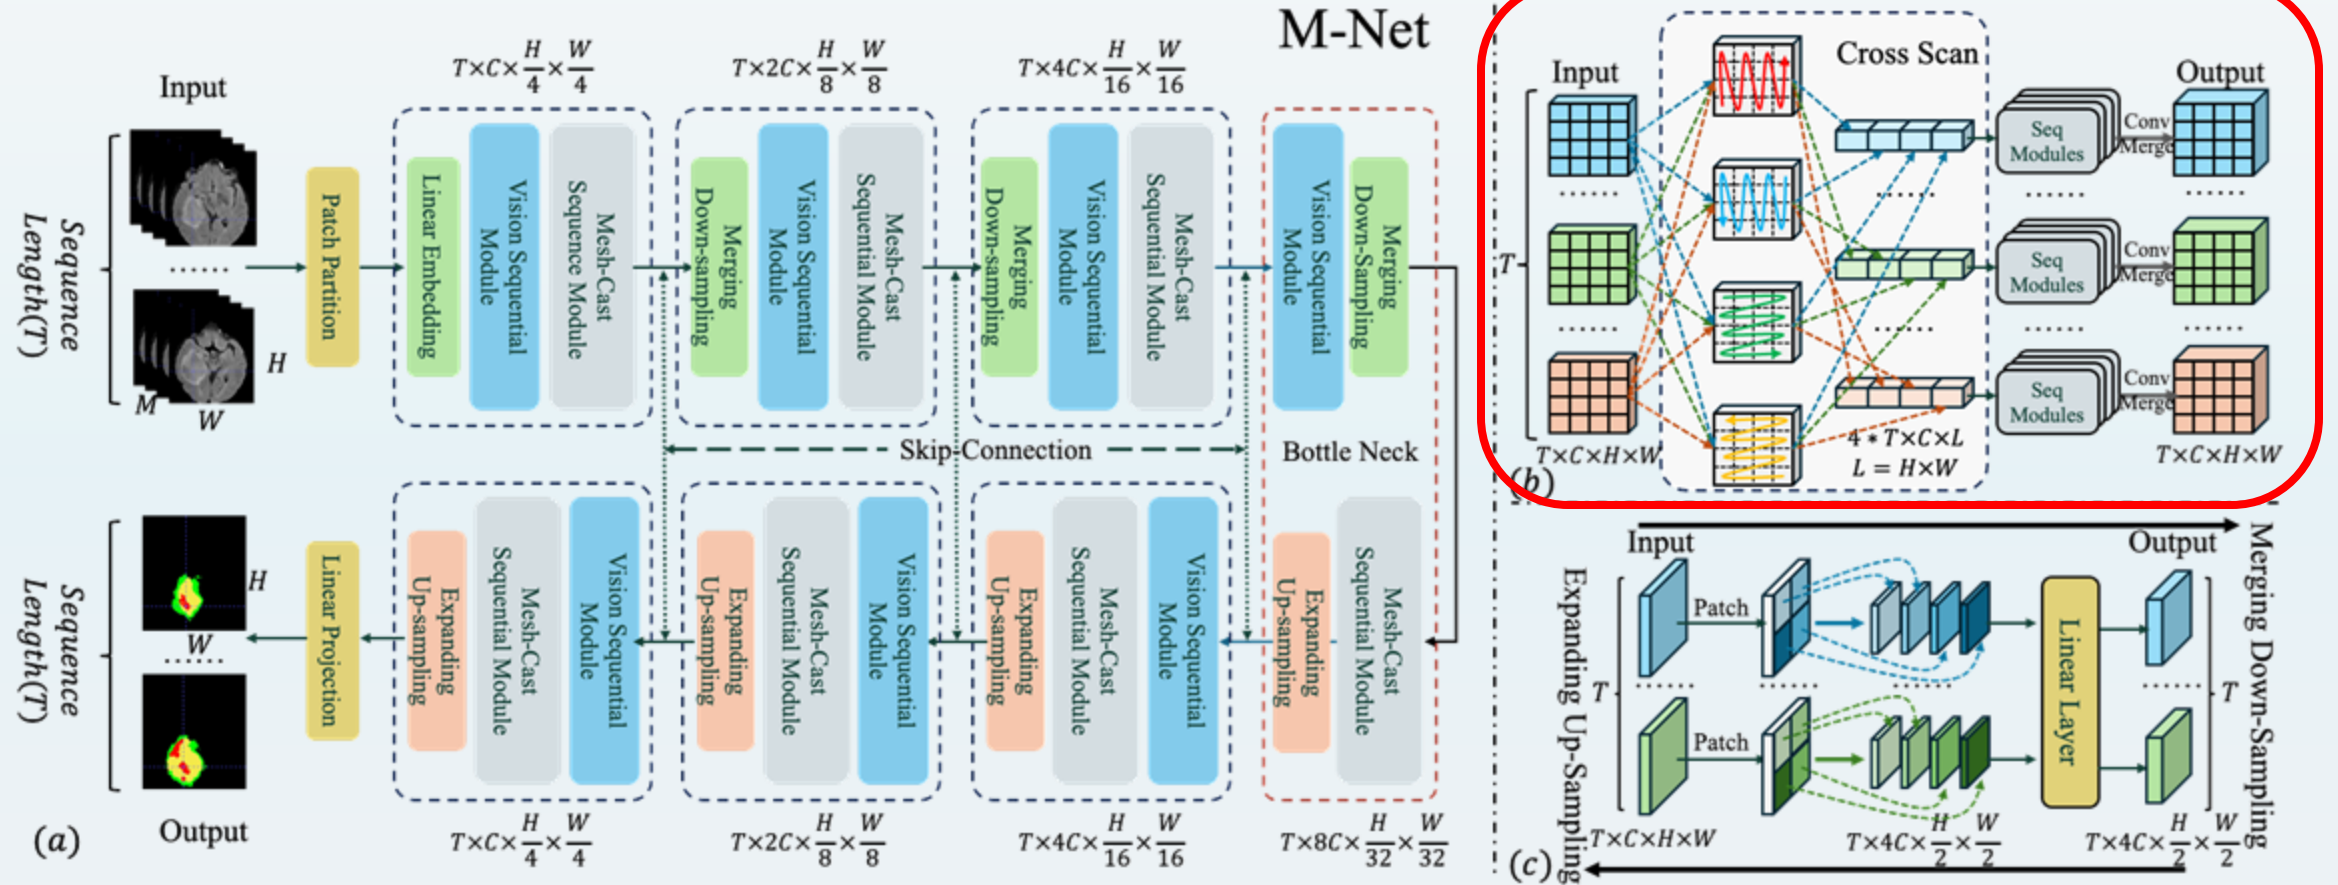 M-Net
Input
Sequence
Length(T)
M
W
H
Patch Partition
T×C×H/4×W/4
Linear Embedding
Vision Sequential
Module
Mesh-Cast
Sequence Module
T×2C×H/8×W/8
Merging
Down-sampling
Vision Sequential
Module
Mesh-Cast
Sequential Module
T×4C×H/16×W/16
Merging
Down-sampling
Vision Sequential
Module
Mesh-Cast
Sequential Module
Vision Sequential
Module
Merging
Down-Sampling
Skip-Connection
Bottle Neck
Sequence
Length(T)
H
W
Output
(a)
Linear Projection
Expanding
Up-sampling
Mesh-Cast
Sequential Module
Vision Sequential
Module
T×C×H/4×W/4
Expanding
Up-sampling
Mesh-Cast
Sequential Module
Vision Sequential
Module
T×2C×H/8×W/8
Expanding
Up-sampling
Mesh-Cast
Sequential Module
Vision Sequential
Module
T×4C×H/16×W/16
Expanding
Up-sampling
Mesh-Cast
Sequential Module
T×8C×H/32×W/32
Input
Cross Scan
Output
T
Seq
Modules
Conv
Merge
Seq
Modules
Conv
Merge
Seq
Modules
Conv
Merge
T×C×H×W
4*T×C×L
L = H×W
T×C×H×W
(b)
Input
Output
Expanding Up-Sampling
Merging Down-Sampling
T
Patch
Patch
Linear Layer
T
T×C×H×W
T×4C×H/2×W/2
T×4C×H/2×W/2
(c)